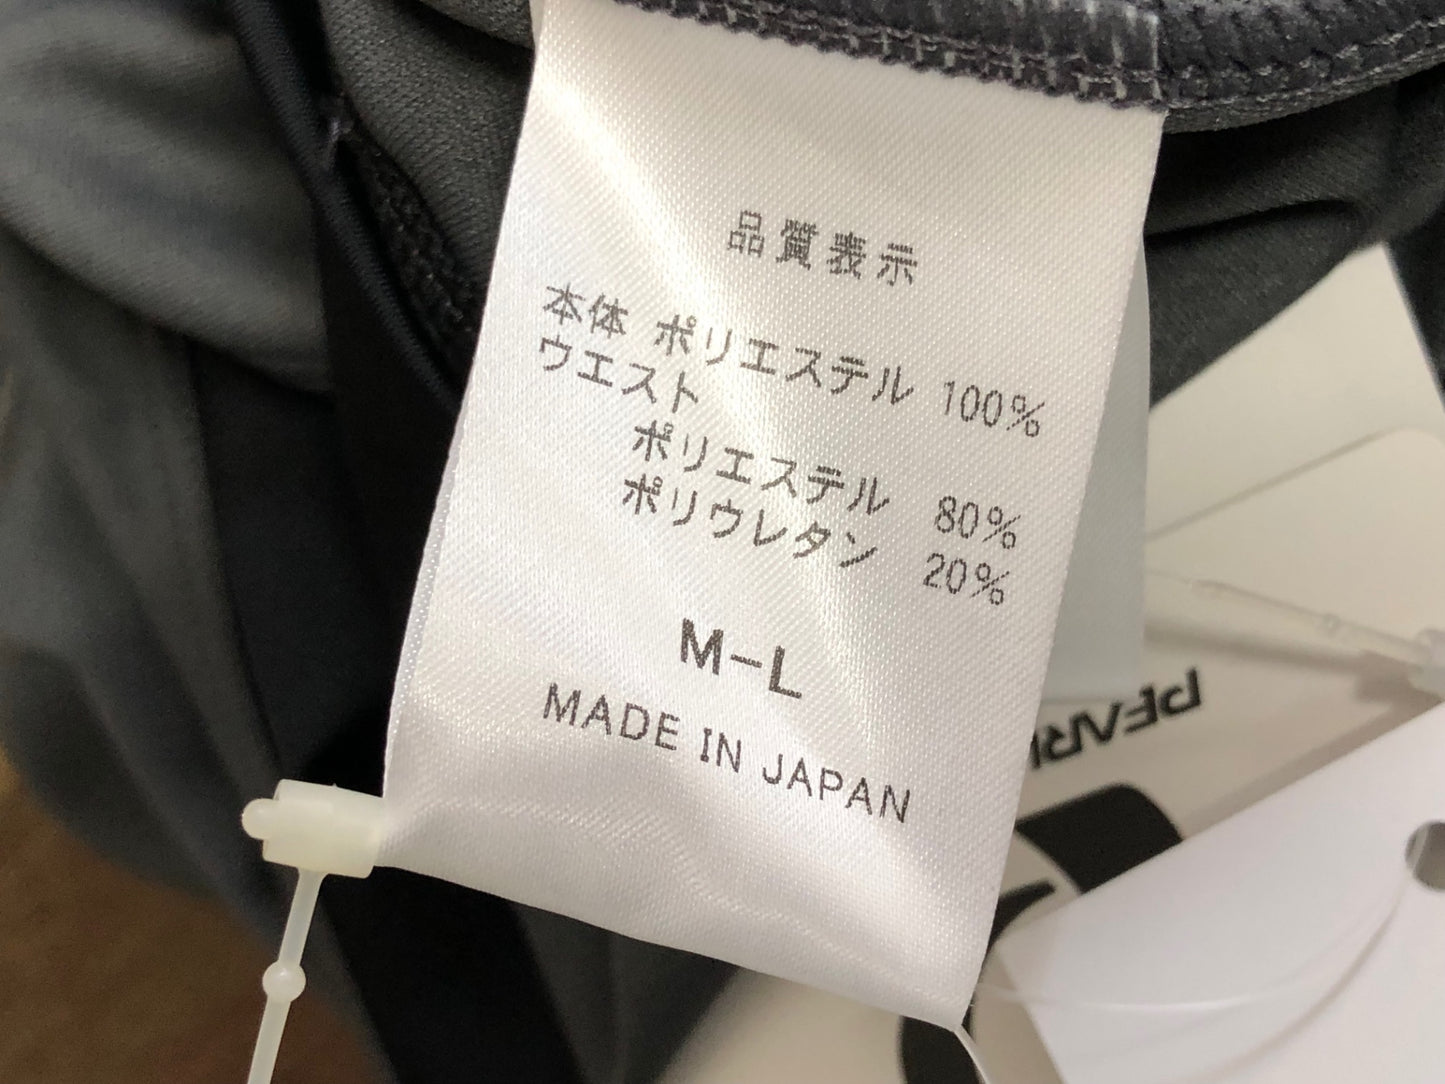 品質表示
本体 ポリエステル 100%
ウエスト
ポリエステル 80%
ポリウレタン 20%
M-L
MADE IN JAPAN